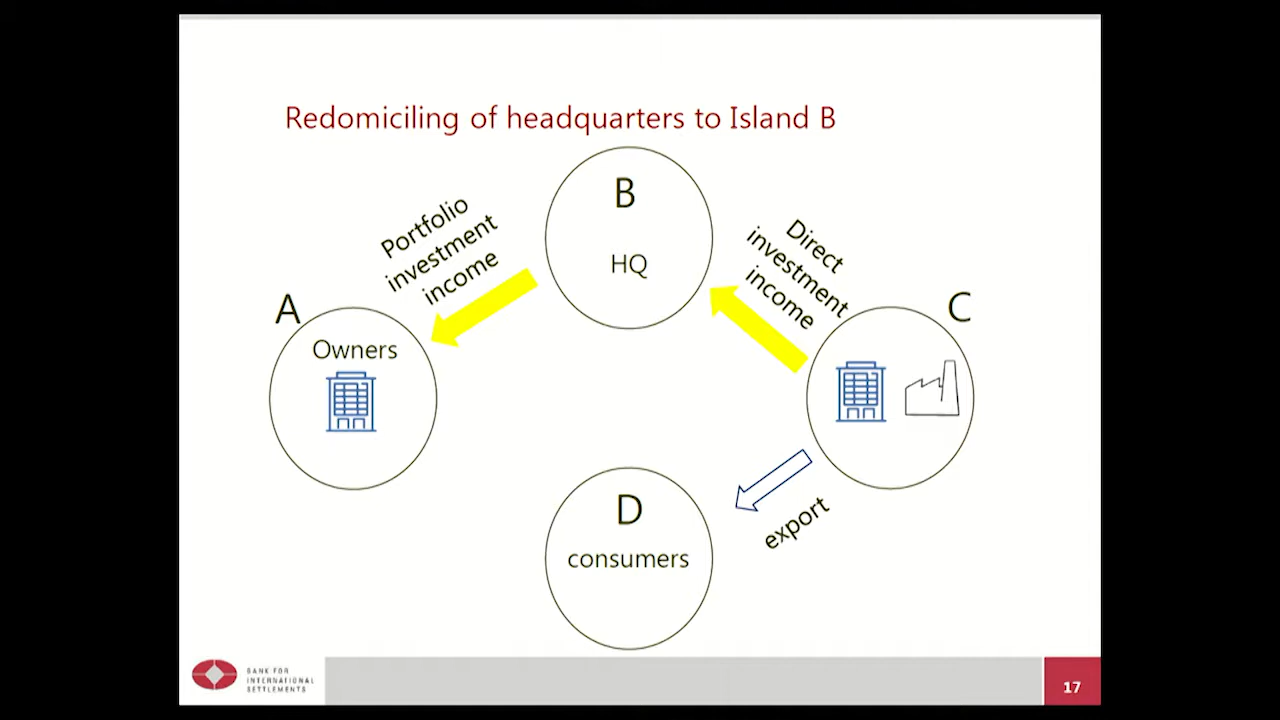 Redomiciling of headquarters to Island B
B
HQ
Portfolio
investment
income
Direct
investment
income
A
Owners
C
D
consumers
export
BANK FOR
INTERNATIONAL
SETTLEMENTS
17